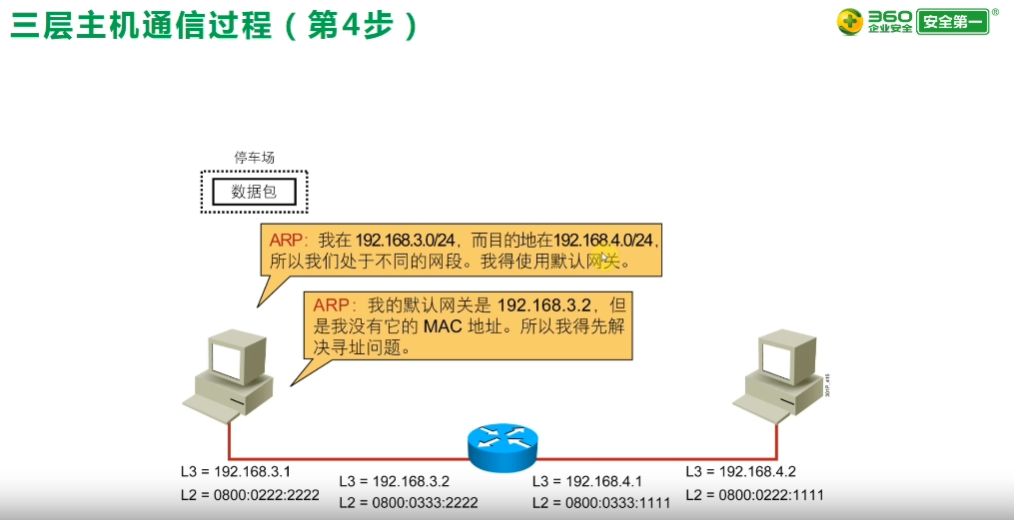 三层主机通信过程（第4步）
360
企业安全
安全第一
®
停车场
数据包
ARP：我在 192.168.3.0/24，而目的地在192.168.4.0/24，
所以我们处于不同的网段。我得使用默认网关。
ARP：我的默认网关是 192.168.3.2，但
是我没有它的 MAC 地址。所以我得先解
决寻址问题。
L3 = 192.168.3.1
L2 = 0800:0222:2222
L3 = 192.168.3.2
L2 = 0800:0333:2222
L3 = 192.168.4.1
L2 = 0800:0333:1111
L3 = 192.168.4.2
L2 = 0800:0222:1111